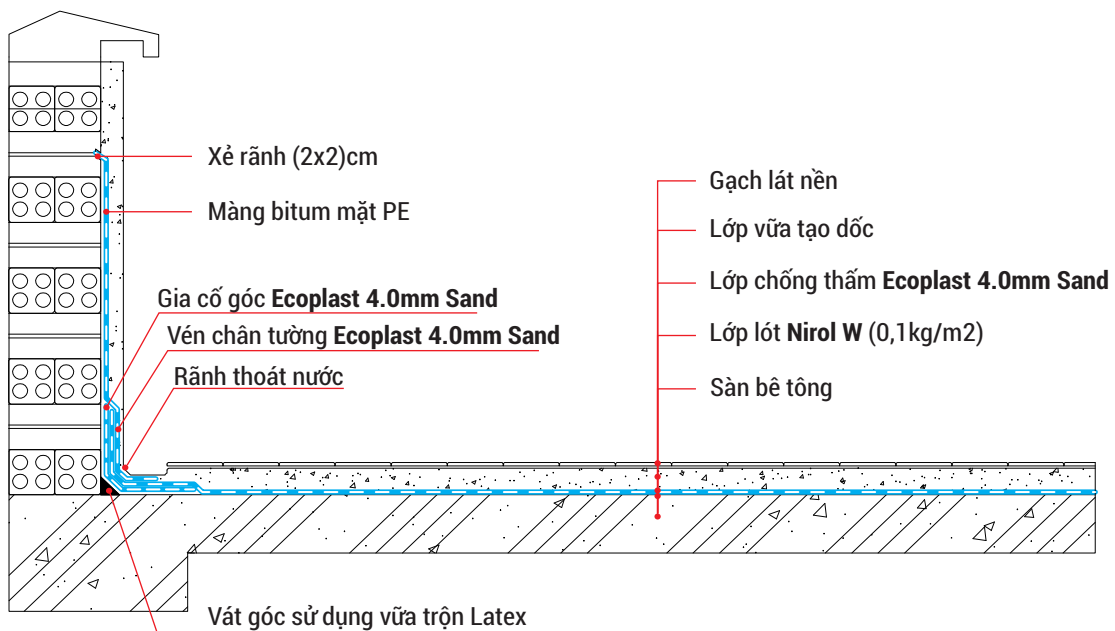 Xẻ rãnh (2x2)cm
Màng bitum mặt PE
Gia cố góc Ecoplast 4.0mm Sand
Vén chân tường Ecoplast 4.0mm Sand
Rãnh thoát nước
Gạch lát nền
Lớp vữa tạo dốc
Lớp chống thấm Ecoplast 4.0mm Sand
Lớp lót Nirol W (0,1kg/m2)
Sàn bê tông
Vát góc sử dụng vữa trộn Latex